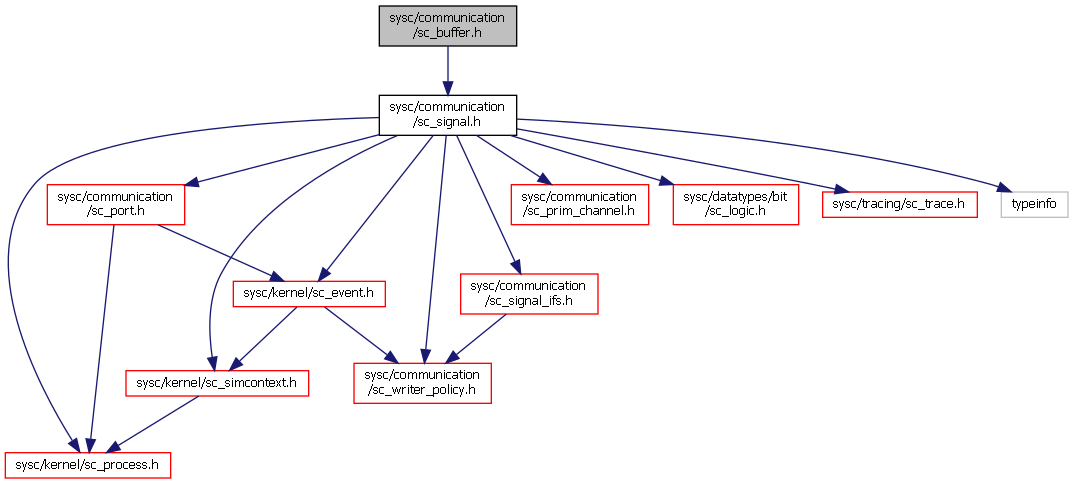 sysc/communication
/sc_buffer.h
sysc/communication
/sc_signal.h
sysc/communication
/sc_port.h
sysc/communication
/sc_prim_channel.h
sysc/datatypes/bit
/sc_logic.h
sysc/tracing/sc_trace.h
typeinfo
sysc/kernel/sc_event.h
sysc/communication
/sc_signal_ifs.h
sysc/kernel/sc_simcontext.h
sysc/communication
/sc_writer_policy.h
sysc/kernel/sc_process.h